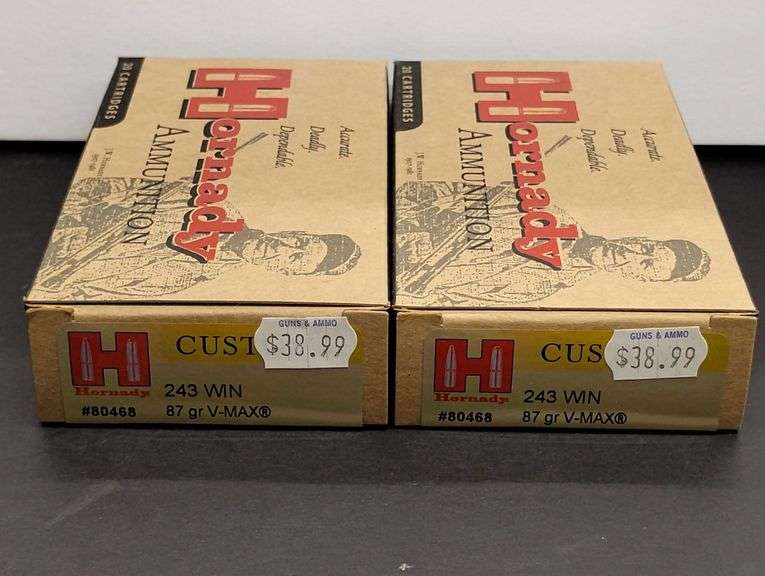 20 CARTRIDGES
Hornady
AMMUNITION
Accurate.
Deadly.
Dependable.
20 CARTRIDGES
Hornady
AMMUNITION
Accurate.
Deadly.
Dependable.
H
Hornady
CUST
GUNS & AMMO
$38.99
243 WIN
#80468
87 gr V-MAX®
H
Hornady
CUS
GUNS & AMMO
$38.99
243 WIN
#80468
87 gr V-MAX®